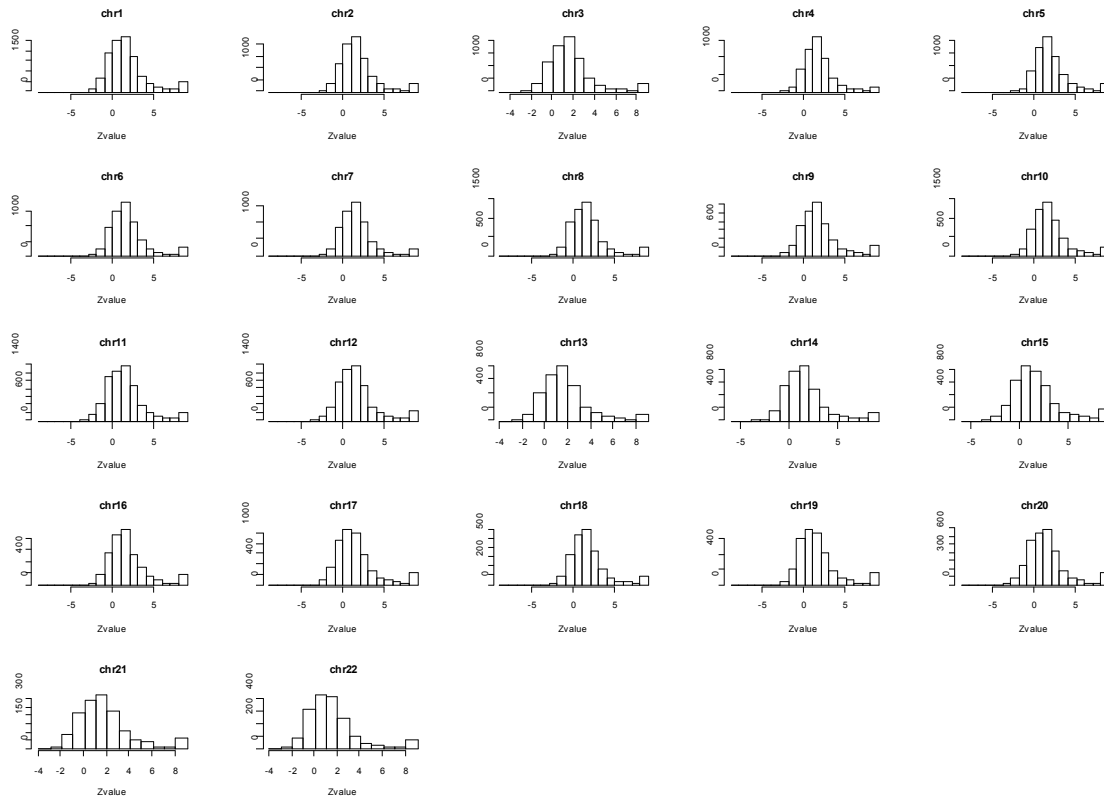 chr1
1500
0
-5 0 5
Zvalue
chr2
1000
0
-5 0 5
Zvalue
chr3
1000
0
-4 -2 0 2 4 6 8
Zvalue
chr4
1000
0
-5 0 5
Zvalue
chr5
1000
0
-5 0 5
Zvalue
chr6
1000
0
-5 0 5
Zvalue
chr7
1000
0
-5 0 5
Zvalue
chr8
1500
500
0
-5 0 5
Zvalue
chr9
600
0
-5 0 5
Zvalue
chr10
1500
500
0
-5 0 5
Zvalue
chr11
1400
600
0
-5 0 5
Zvalue
chr12
1400
600
0
-5 0 5
Zvalue
chr13
800
400
0
-4 -2 0 2 4 6 8
Zvalue
chr14
800
400
0
-5 0 5
Zvalue
chr15
800
400
0
-5 0 5
Zvalue
chr16
400
0
-5 0 5
Zvalue
chr17
1000
400
0
-5 0 5
Zvalue
chr18
500
200
0
-5 0 5
Zvalue
chr19
400
0
-5 0 5
Zvalue
chr20
600
300
0
-5 0 5
Zvalue
chr21
300
150
0
-4 -2 0 2 4 6 8
Zvalue
chr22
400
200
0
-4 -2 0 2 4 6 8
Zvalue